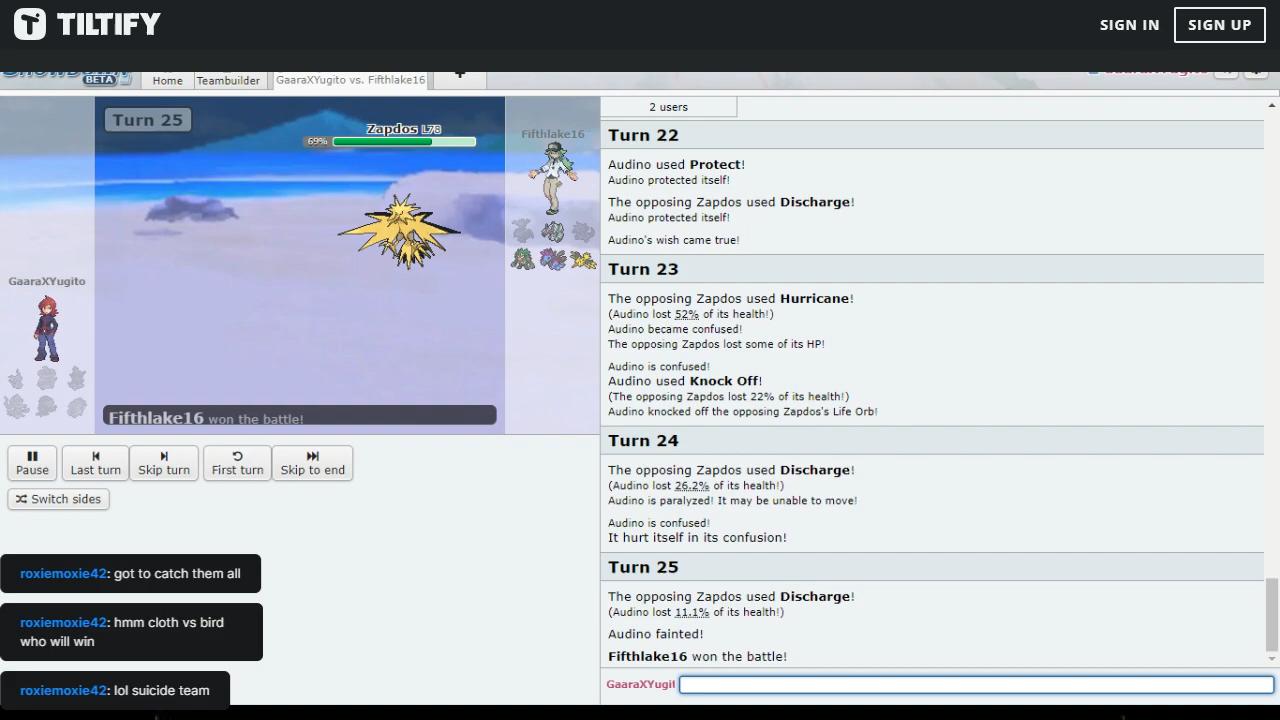 TILTIFY
SIGN IN
SIGN UP
BETA
Home
Teambuilder
GaaraXYugito vs. Fifthlake16
Turn 25
Zapdos L78
69%
Fifthlake16
GaaraXYugito
Fifthlake16 won the battle!
Pause
Last turn
Skip turn
First turn
Skip to end
Switch sides
roxiemoxie42: got to catch them all
roxiemoxie42: hmm cloth vs bird
who will win
roxiemoxie42: lol suicide team
2 users
Turn 22
Audino used Protect!
Audino protected itself!
The opposing Zapdos used Discharge!
Audino protected itself!
Audino's wish came true!
Turn 23
The opposing Zapdos used Hurricane!
(Audino lost 52% of its health!)
Audino became confused!
The opposing Zapdos lost some of its HP!
Audino is confused!
Audino used Knock Off!
(The opposing Zapdos lost 22% of its health!)
Audino knocked off the opposing Zapdos's Life Orb!
Turn 24
The opposing Zapdos used Discharge!
(Audino lost 26.2% of its health!)
Audino is paralyzed! It may be unable to move!
Audino is confused!
It hurt itself in its confusion!
Turn 25
The opposing Zapdos used Discharge!
(Audino lost 11.1% of its health!)
Audino fainted!
Fifthlake16 won the battle!
GaaraXYugit